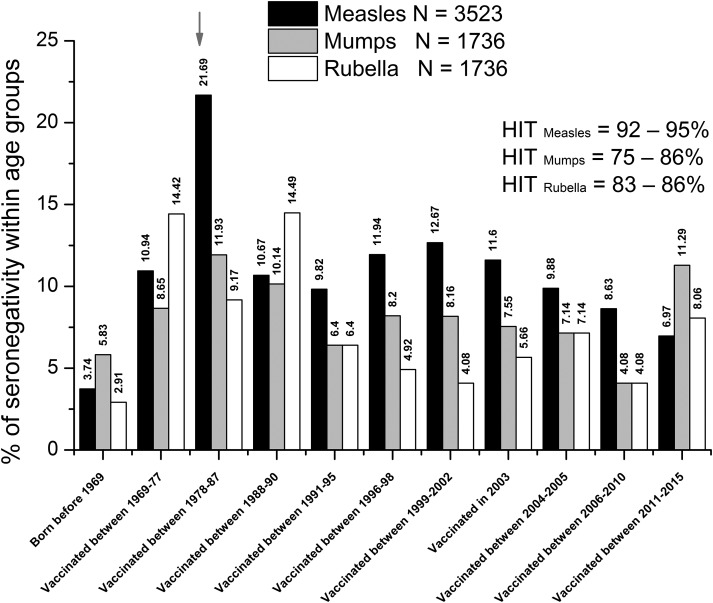 Measles N = 3523
Mumps N = 1736
Rubella N = 1736
HIT Measles = 92 – 95%
HIT Mumps = 75 – 86%
HIT Rubella = 83 – 86%
% of seronegativity within age groups
25
20
15
10
5
0
3.74 5.83 2.91
10.94 8.65 14.42
21.69 11.93 9.17
10.67 10.14 14.49
9.82 6.4 6.4
11.94 8.2 4.92
12.67 8.16 4.08
11.6 7.55 5.66
9.88 7.14 7.14
8.63 4.08 4.08
6.97 11.29 8.06
Born before 1969
Vaccinated between 1969-77
Vaccinated between 1978-87
Vaccinated between 1988-90
Vaccinated between 1991-95
Vaccinated between 1996-98
Vaccinated between 1999-2002
Vaccinated in 2003
Vaccinated between 2004-2005
Vaccinated between 2006-2010
Vaccinated between 2011-2015